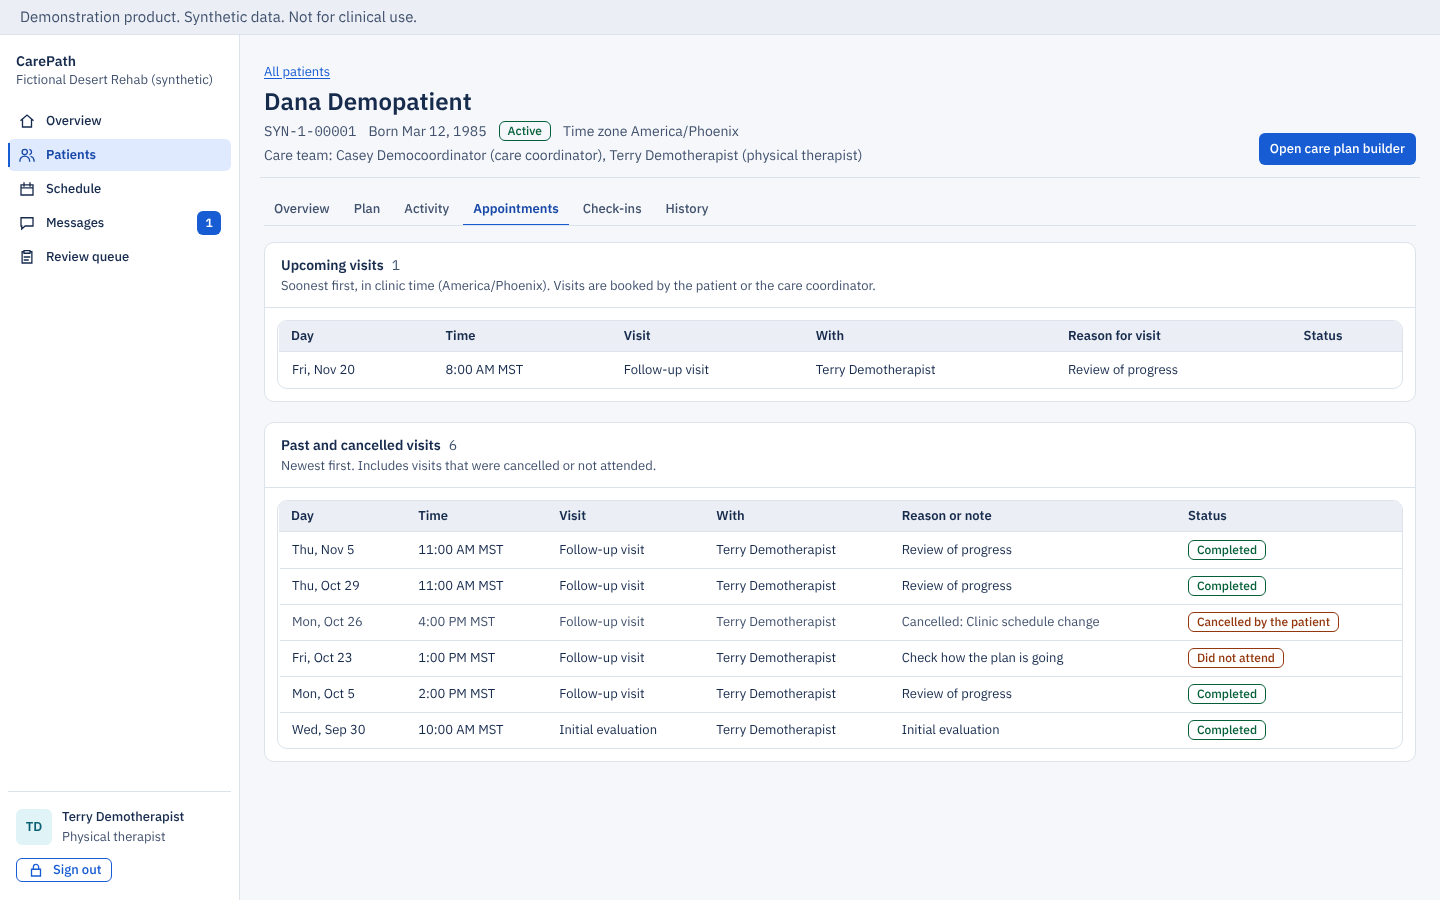 Demonstration product. Synthetic data. Not for clinical use.
CarePath
Fictional Desert Rehab (synthetic)
Overview
Patients
Schedule
Messages 1
Review queue
TD
Terry Demotherapist
Physical therapist
Sign out
All patients
Dana Demopatient
SYN-1-00001 Born Mar 12, 1985 Active Time zone America/Phoenix
Care team: Casey Democoordinator (care coordinator), Terry Demotherapist (physical therapist)
Open care plan builder
Overview Plan Activity Appointments Check-ins History
Upcoming visits 1
Soonest first, in clinic time (America/Phoenix). Visits are booked by the patient or the care coordinator.
Day Time Visit With Reason for visit Status
Fri, Nov 20 8:00 AM MST Follow-up visit Terry Demotherapist Review of progress
Past and cancelled visits 6
Newest first. Includes visits that were cancelled or not attended.
Day Time Visit With Reason or note Status
Thu, Nov 5 11:00 AM MST Follow-up visit Terry Demotherapist Review of progress Completed
Thu, Oct 29 11:00 AM MST Follow-up visit Terry Demotherapist Review of progress Completed
Mon, Oct 26 4:00 PM MST Follow-up visit Terry Demotherapist Cancelled: Clinic schedule change Cancelled by the patient
Fri, Oct 23 1:00 PM MST Follow-up visit Terry Demotherapist Check how the plan is going Did not attend
Mon, Oct 5 2:00 PM MST Follow-up visit Terry Demotherapist Review of progress Completed
Wed, Sep 30 10:00 AM MST Initial evaluation Terry Demotherapist Initial evaluation Completed